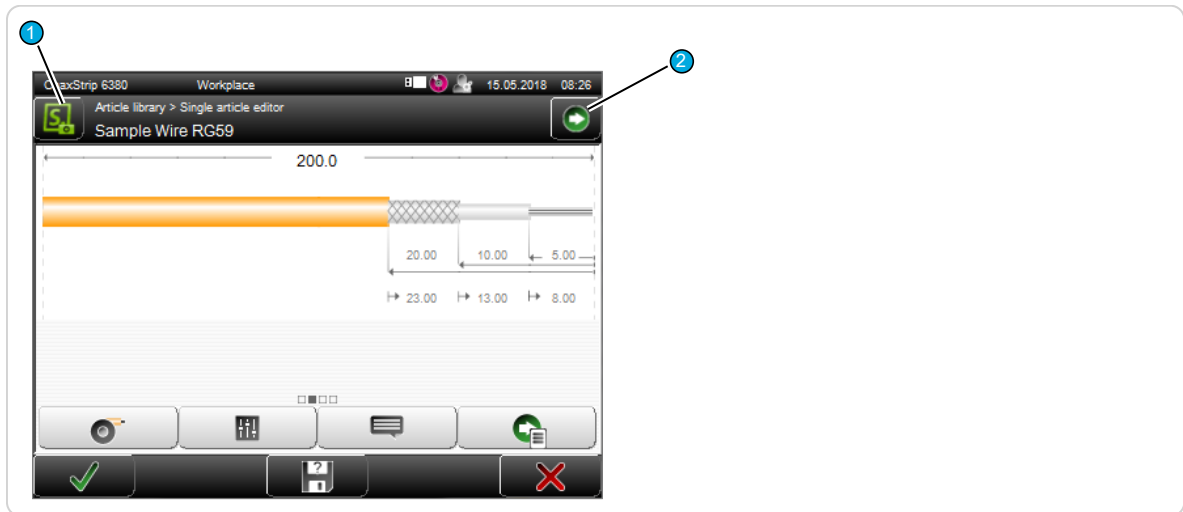 1
2
CoaxStrip 6380 Workplace 15.05.2018 08:26
Article library > Single article editor
Sample Wire RG59
200.0
20.00 10.00 5.00
23.00 13.00 8.00